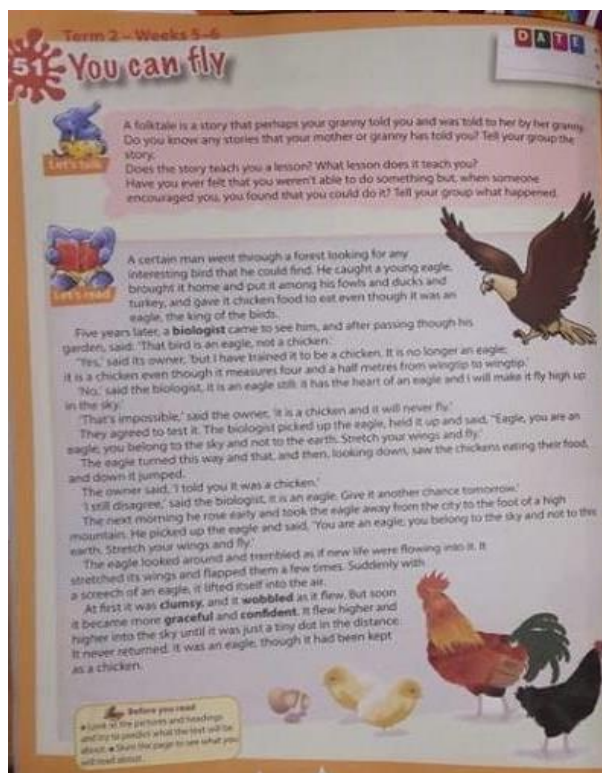 Term 2 – Weeks 5–6
DATE
51 You can fly
A folktale is a story that perhaps your granny told you and was told to her by her granny.
Do you know any stories that your mother or granny has told you? Tell your group the
story.
Let's talk
Does the story teach you a lesson? What lesson does it teach you?
Have you ever felt that you weren't able to do something but, when someone
encouraged you, you found that you could do it? Tell your group what happened.
Let's read
A certain man went through a forest looking for any
interesting bird that he could find. He caught a young eagle,
brought it home and put it among his fowls and ducks and
turkey, and gave it chicken food to eat even though it was an
eagle, the king of the birds.
Five years later, a biologist came to see him, and after passing though his
garden, said: 'That bird is an eagle, not a chicken.'
'Yes,' said its owner, 'but I have trained it to be a chicken. It is no longer an eagle,
it is a chicken even though it measures four and a half metres from wingtip to wingtip.'
'No,' said the biologist, it is an eagle still: it has the heart of an eagle and I will make it fly high up
in the sky.'
'That's impossible,' said the owner, 'it is a chicken and it will never fly.'
They agreed to test it. The biologist picked up the eagle, held it up and said, "Eagle, you are an
eagle; you belong to the sky and not to the earth. Stretch your wings and fly.'
The eagle turned this way and that, and then, looking down, saw the chickens eating their food,
and down it jumped.
The owner said, 'I told you it was a chicken.'
'I still disagree,' said the biologist, it is an eagle. Give it another chance tomorrow.'
The next morning he rose early and took the eagle away from the city to the foot of a high
mountain. He picked up the eagle and said, 'You are an eagle; you belong to the sky and not to this
earth. Stretch your wings and fly.'
The eagle looked around and trembled as if new life were flowing into it. It
stretched its wings and flapped them a few times. Suddenly with
a screech of an eagle, it lifted itself into the air.
At first it was clumsy, and it wobbled as it flew. But soon
it became more graceful and confident. It flew higher and
higher into the sky until it was just a tiny dot in the distance.
It never returned. It was an eagle, though it had been kept
as a chicken.
Before you read
• Look at the pictures and headings
and try to predict what the text will be
about. • Skim the page to see what you
will read about.